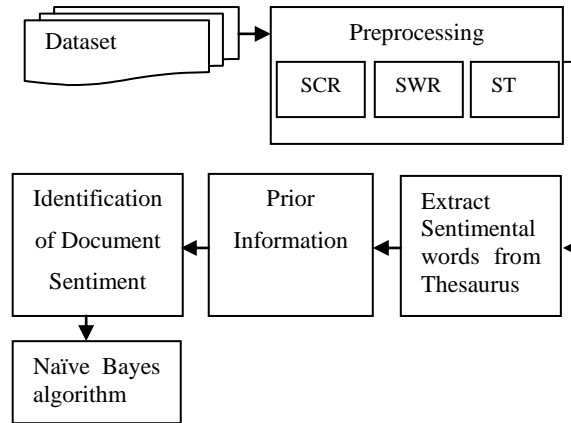 Dataset
Preprocessing
SCR
SWR
ST
Extract
Sentimental
words from
Thesaurus
Prior
Information
Identification
of Document
Sentiment
Naïve Bayes
algorithm